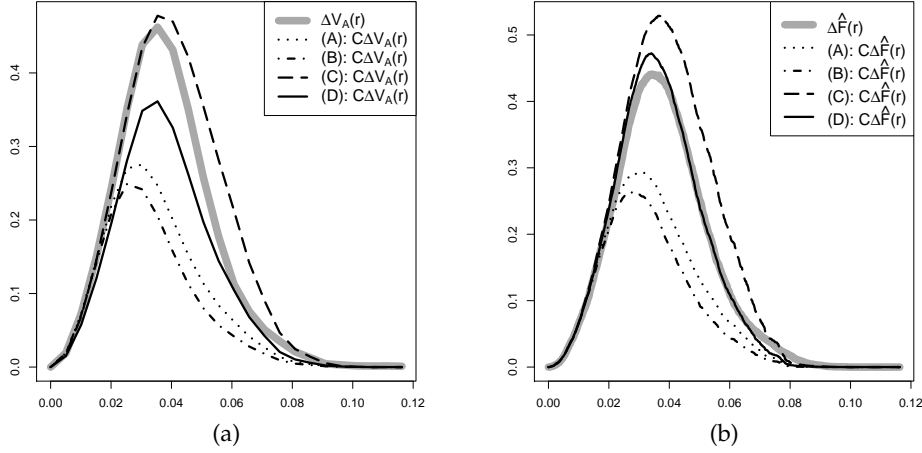 ΔV_A(r)
(A): CΔV_A(r)
(B): CΔV_A(r)
(C): CΔV_A(r)
(D): CΔV_A(r)
0.0
0.1
0.2
0.3
0.4
0.00
0.02
0.04
0.06
0.08
0.10
0.12
(a)
ΔF̂(r)
(A): CΔF̂(r)
(B): CΔF̂(r)
(C): CΔF̂(r)
(D): CΔF̂(r)
0.0
0.1
0.2
0.3
0.4
0.5
0.00
0.02
0.04
0.06
0.08
0.10
0.12
(b)